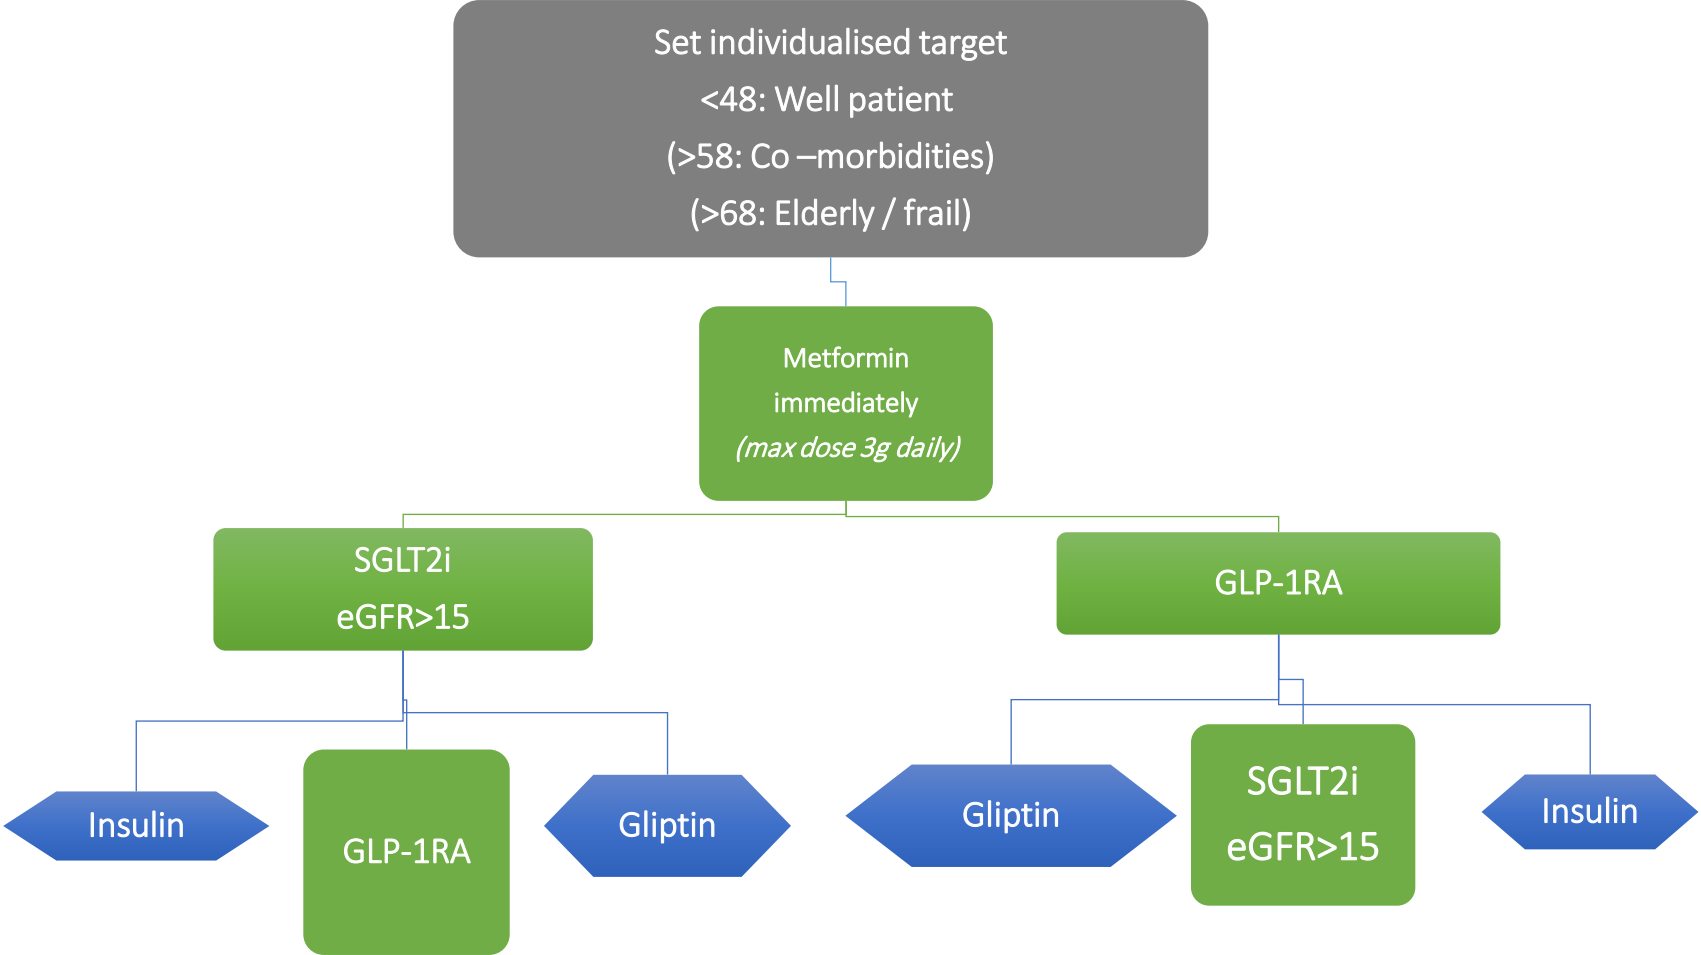 Set individualised target
<48: Well patient
(>58: Co –morbidities)
(>68: Elderly / frail)
Metformin
immediately
(max dose 3g daily)
SGLT2i
eGFR>15
GLP-1RA
Insulin
GLP-1RA
Gliptin
Gliptin
SGLT2i
eGFR>15
Insulin